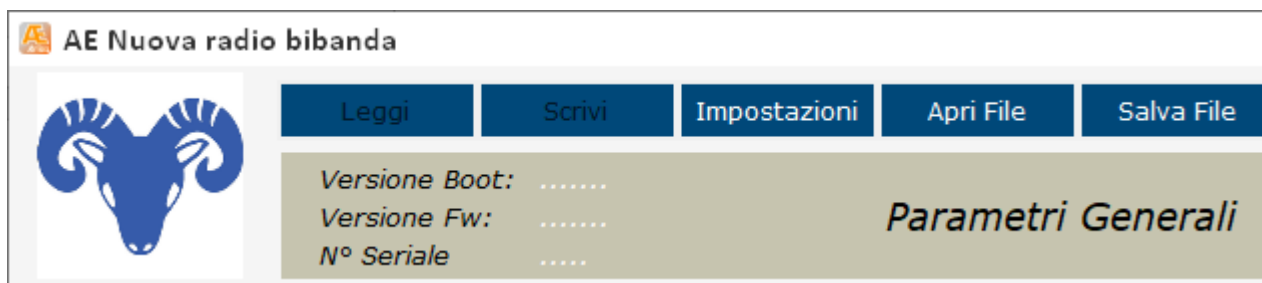 AE Nuova radio bibanda
Leggi Scrivi Impostazioni Apri File Salva File
Versione Boot: .......
Versione Fw: .......
Parametri Generali
N° Seriale .....